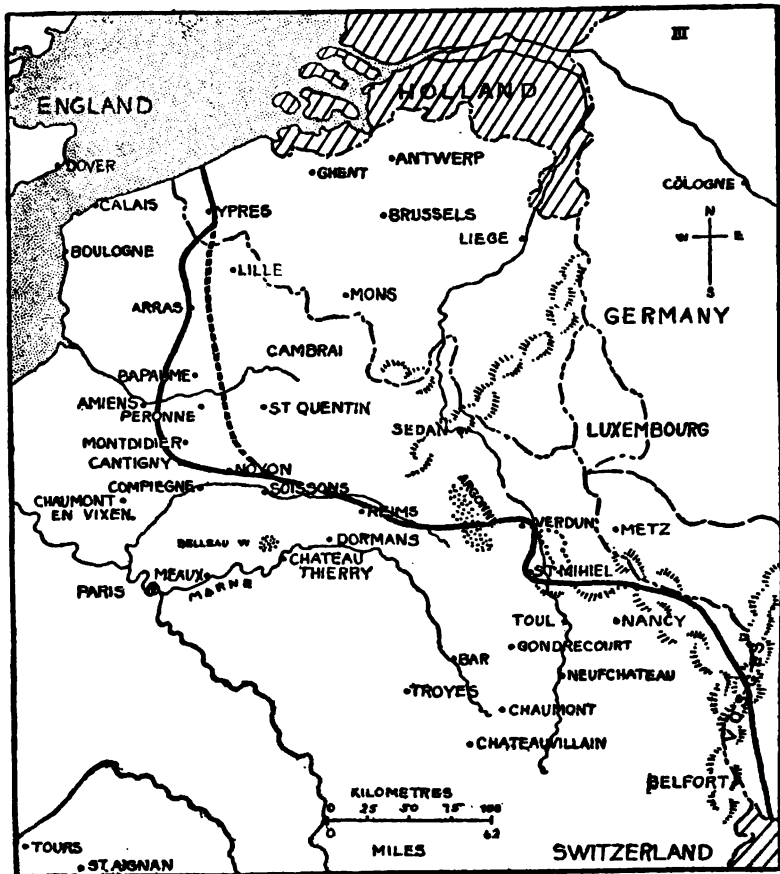 III
ENGLAND
HOLLAND
DOVER
GHENT
ANTWERP
COLOGNE
CALAIS
YPRES
BRUSSELS
N
W E
S
BOULOGNE
LIEGE
LILLE
MONS
ARRAS
GERMANY
CAMBRAI
BAPAUME
AMIENS
PERONNE
ST QUENTIN
SEDAN
LUXEMBOURG
MONTDIDIER
CANTIGNY
NOYON
COMPIEGNE
SOISSONS
ARGONNE
CHAUMONT
EN VIXEN
REIMS
VERDUN
METZ
BELLEAU W
DORMANS
CHATEAU
THIERRY
MEAUX
MARNE
PARIS
ST MIHIEL
TOUL
NANCY
GONDRECOURT
BAR
NEUFCHATEAU
VOSGES
TROYES
CHAUMONT
CHATEAUVILLAIN
BELFORT
KILOMETRES
0 25 50 75 100
0 62
MILES
TOURS
ST. AIGNAN
SWITZERLAND